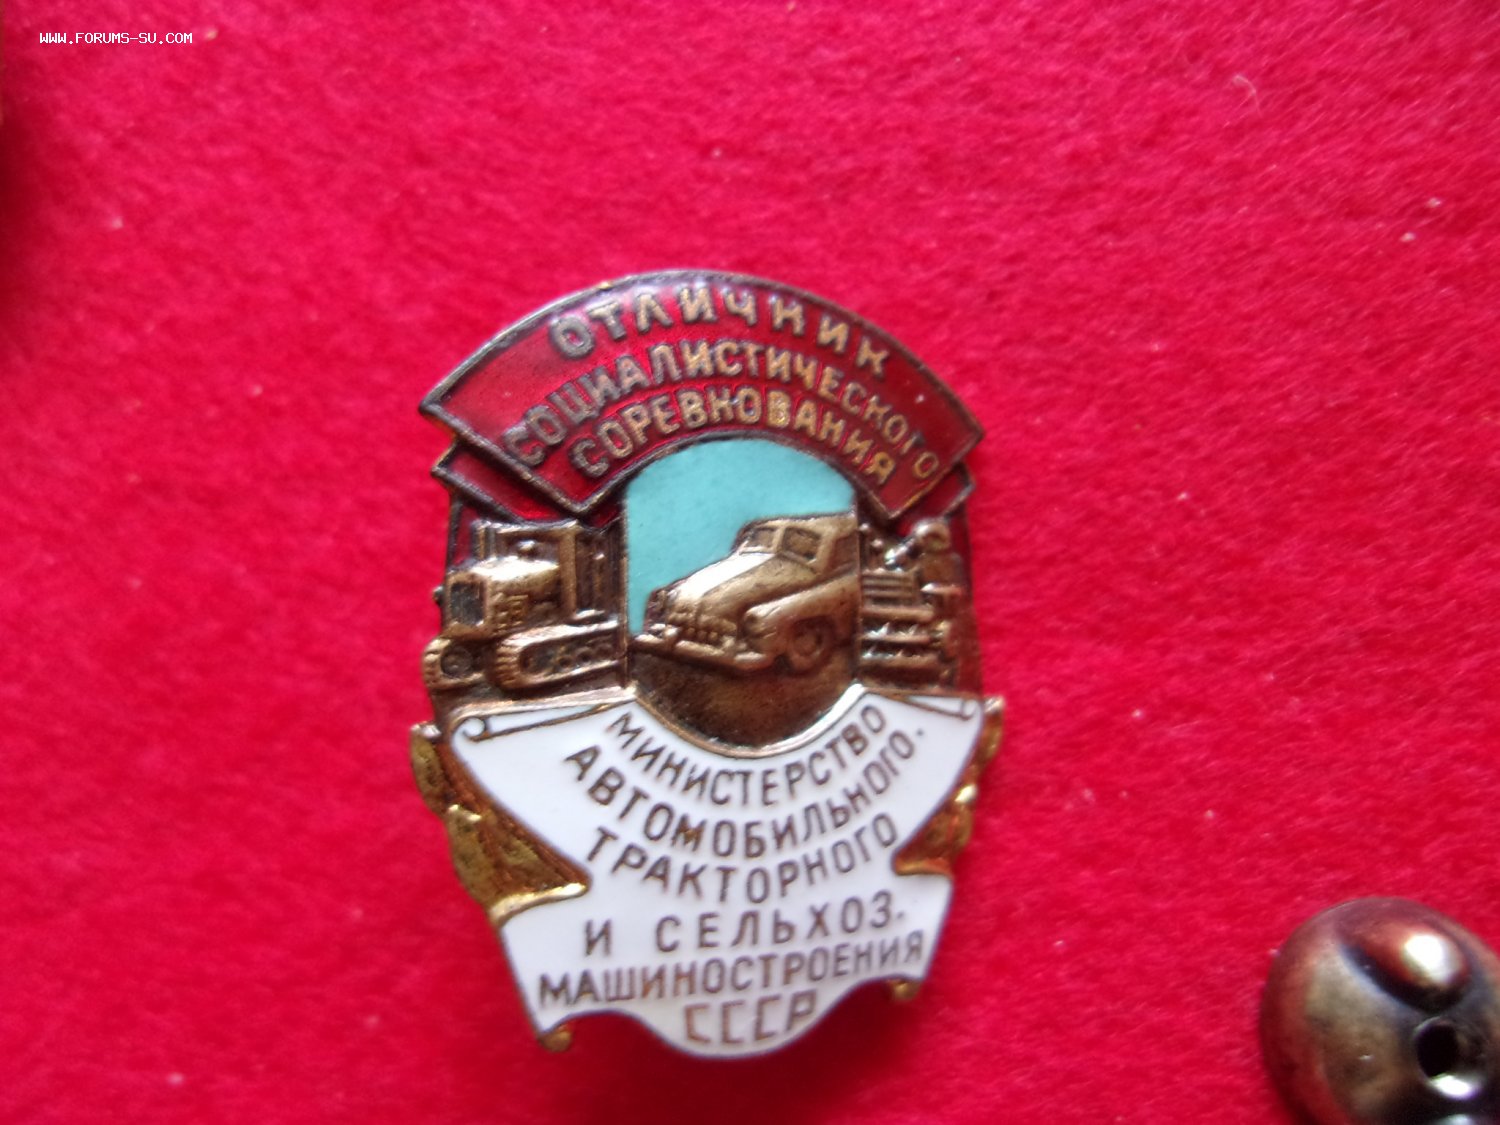 WWW.FORUMS-SU.COM
ОТЛИЧНИК
СОЦИАЛИСТИЧЕСКОГО
СОРЕВНОВАНИЯ
МИНИСТЕРСТВО
АВТОМОБИЛЬНОГО.
ТРАКТОРНОГО
И СЕЛЬХОЗ.
МАШИНОСТРОЕНИЯ
СССР